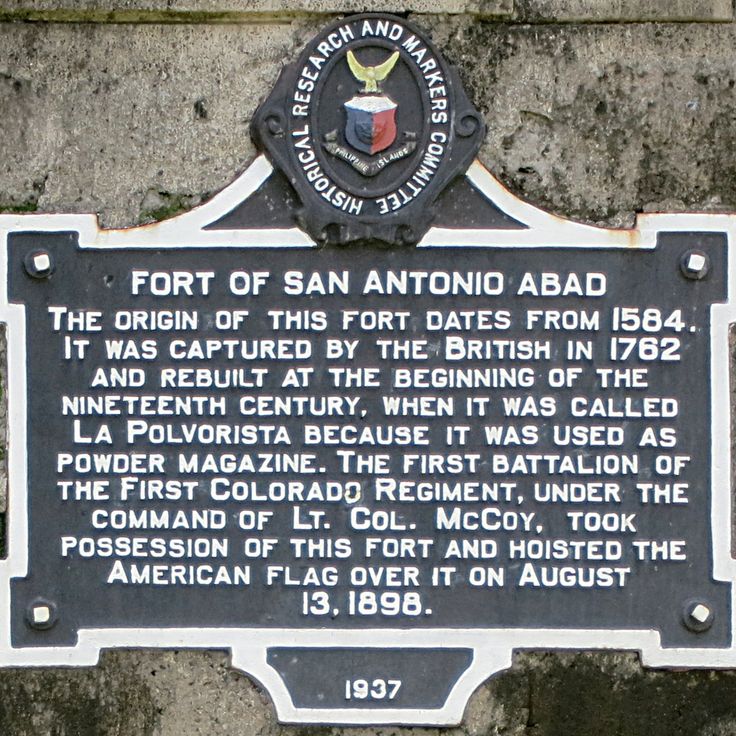 HISTORICAL RESEARCH AND MARKERS COMMITTEE
PHILIPPINE ISLANDS
FORT OF SAN ANTONIO ABAD
THE ORIGIN OF THIS FORT DATES FROM 1584.
IT WAS CAPTURED BY THE BRITISH IN 1762
AND REBUILT AT THE BEGINNING OF THE
NINETEENTH CENTURY, WHEN IT WAS CALLED
LA POLVORISTA BECAUSE IT WAS USED AS
POWDER MAGAZINE. THE FIRST BATTALION OF
THE FIRST COLORADO REGIMENT, UNDER THE
COMMAND OF LT. COL. MCCOY, TOOK
POSSESSION OF THIS FORT AND HOISTED THE
AMERICAN FLAG OVER IT ON AUGUST
13, 1898.
1937